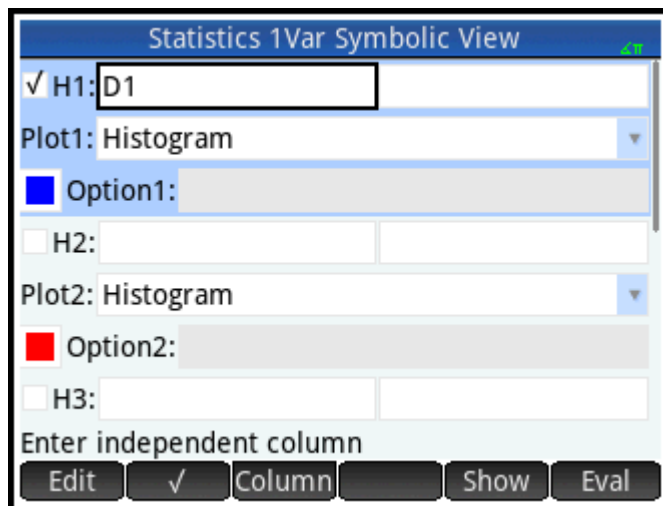 Statistics 1Var Symbolic View
∡π
√ H1: D1
Plot1: Histogram
Option1:
H2:
Plot2: Histogram
Option2:
H3:
Enter independent column
Edit √ Column Show Eval